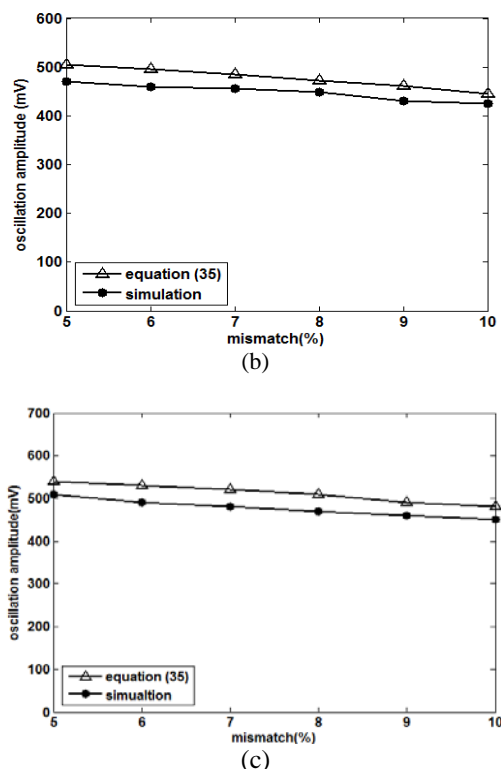 600
500
400
300
200
100
0
oscillation amplitude (mV)
equation (35)
simulation
5 6 7 8 9 10
mismatch(%)
(b)
700
600
500
400
300
200
100
0
oscillation amplitude(mV)
equation (35)
simualtion
5 6 7 8 9 10
mismatch(%)
(c)